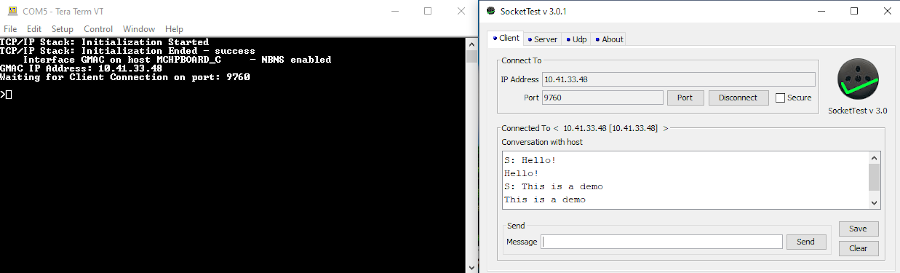 COM5 - Tera Term VT
File Edit Setup Control Window Help
TCP/IP Stack: Initialization Started
TCP/IP Stack: Initialization Ended - success
Interface GMAC on host MCHPBOARD_C - NBNS enabled
GMAC IP Address: 10.41.33.48
Waiting for Client Connection on port: 9760
>
SocketTest v 3.0.1
Client Server Udp About
Connect To
IP Address 10.41.33.48
Port 9760 Port Disconnect Secure
SocketTest v 3.0
Connected To < 10.41.33.48 [10.41.33.48] >
Conversation with host
S: Hello!
Hello!
S: This is a demo
This is a demo
Send
Message Send
Save
Clear